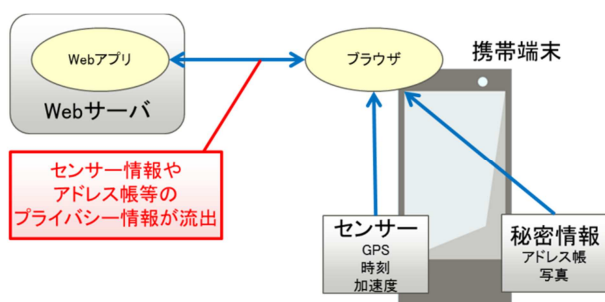 Webアプリ
Webサーバ
ブラウザ
携帯端末
センサー情報や
アドレス帳等の
プライバシー情報が流出
センサー
GPS
時刻
加速度
秘密情報
アドレス帳
写真